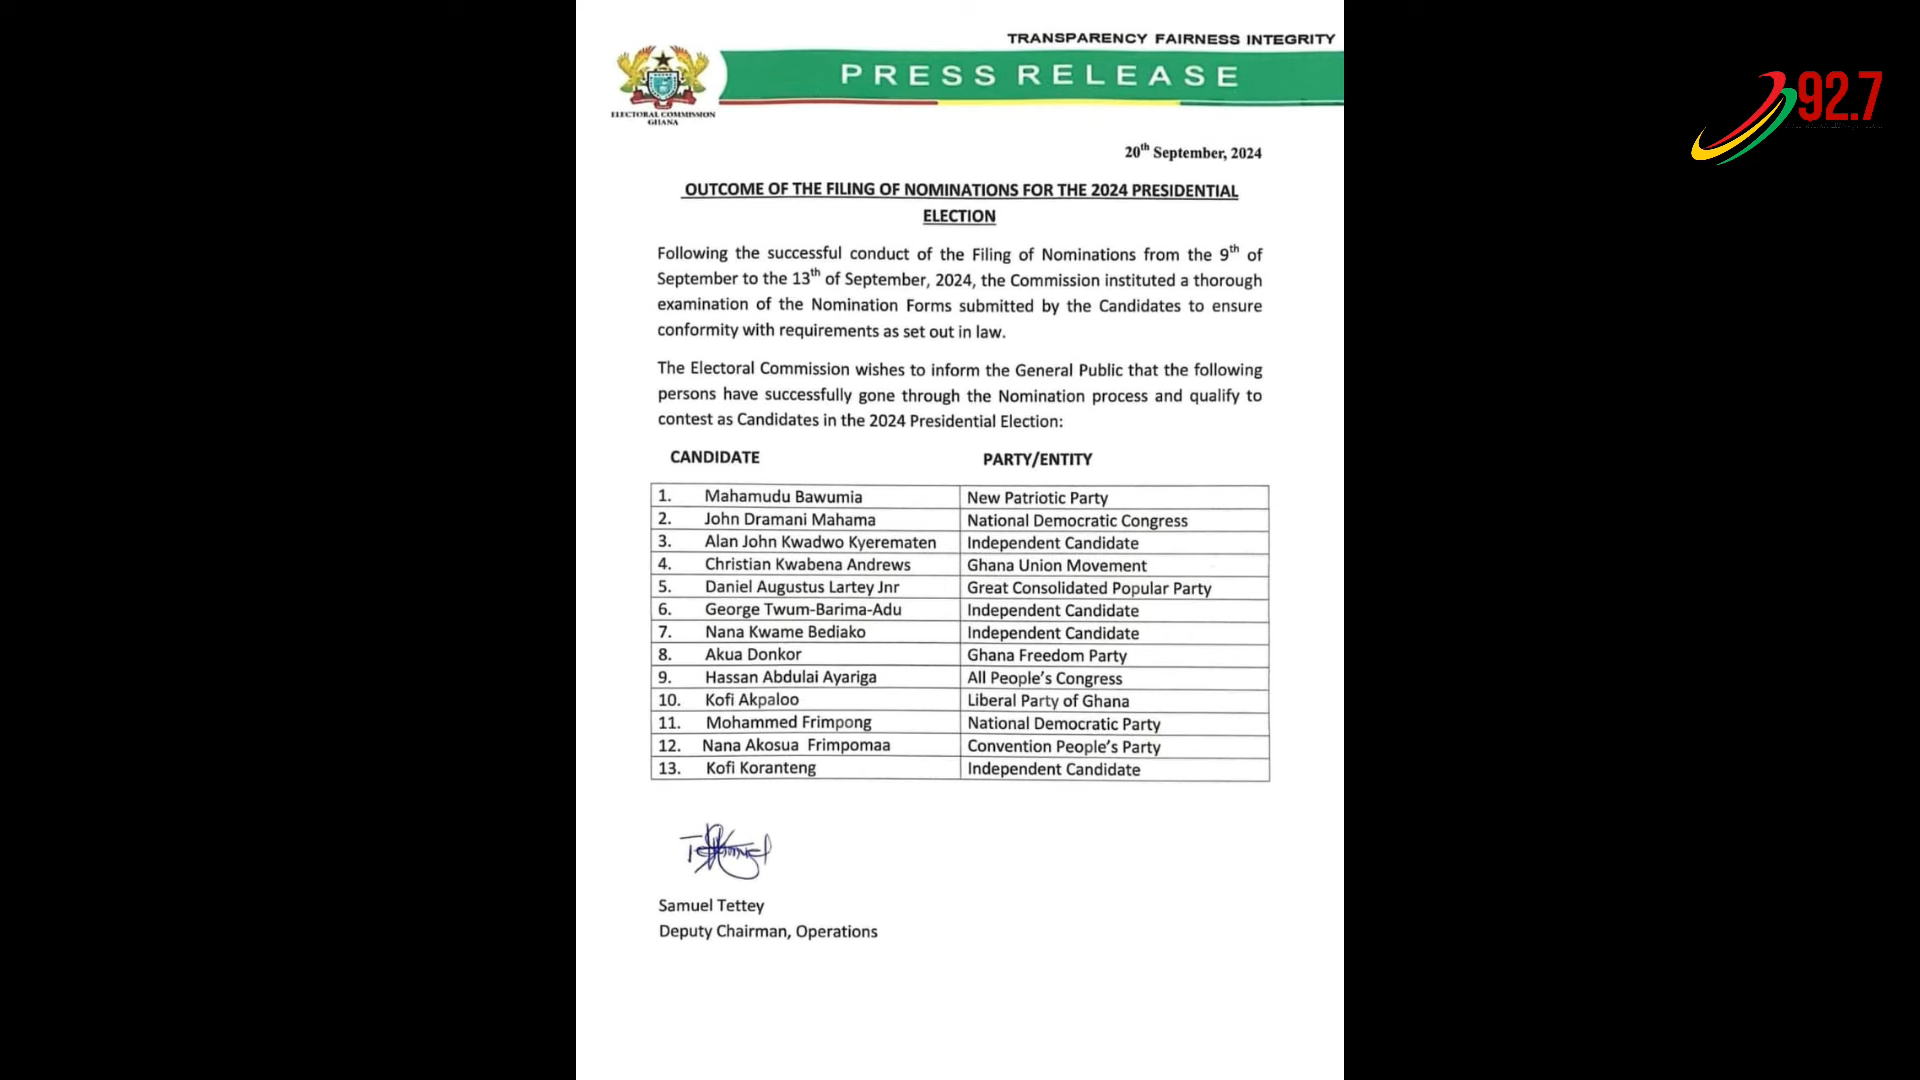 TRANSPARENCY FAIRNESS INTEGRITY
PRESS RELEASE
ELECTORAL COMMISSION
GHANA
92.7
20th September, 2024
OUTCOME OF THE FILING OF NOMINATIONS FOR THE 2024 PRESIDENTIAL
ELECTION
Following the successful conduct of the Filing of Nominations from the 9th of
September to the 13th of September, 2024, the Commission instituted a thorough
examination of the Nomination Forms submitted by the Candidates to ensure
conformity with requirements as set out in law.
The Electoral Commission wishes to inform the General Public that the following
persons have successfully gone through the Nomination process and qualify to
contest as Candidates in the 2024 Presidential Election:
CANDIDATE PARTY/ENTITY
1. Mahamudu Bawumia New Patriotic Party
2. John Dramani Mahama National Democratic Congress
3. Alan John Kwadwo Kyerematen Independent Candidate
4. Christian Kwabena Andrews Ghana Union Movement
5. Daniel Augustus Lartey Jnr Great Consolidated Popular Party
6. George Twum-Barima-Adu Independent Candidate
7. Nana Kwame Bediako Independent Candidate
8. Akua Donkor Ghana Freedom Party
9. Hassan Abdulai Ayariga All People's Congress
10. Kofi Akpaloo Liberal Party of Ghana
11. Mohammed Frimpong National Democratic Party
12. Nana Akosua Frimpomaa Convention People's Party
13. Kofi Koranteng Independent Candidate
Samuel Tettey
Deputy Chairman, Operations